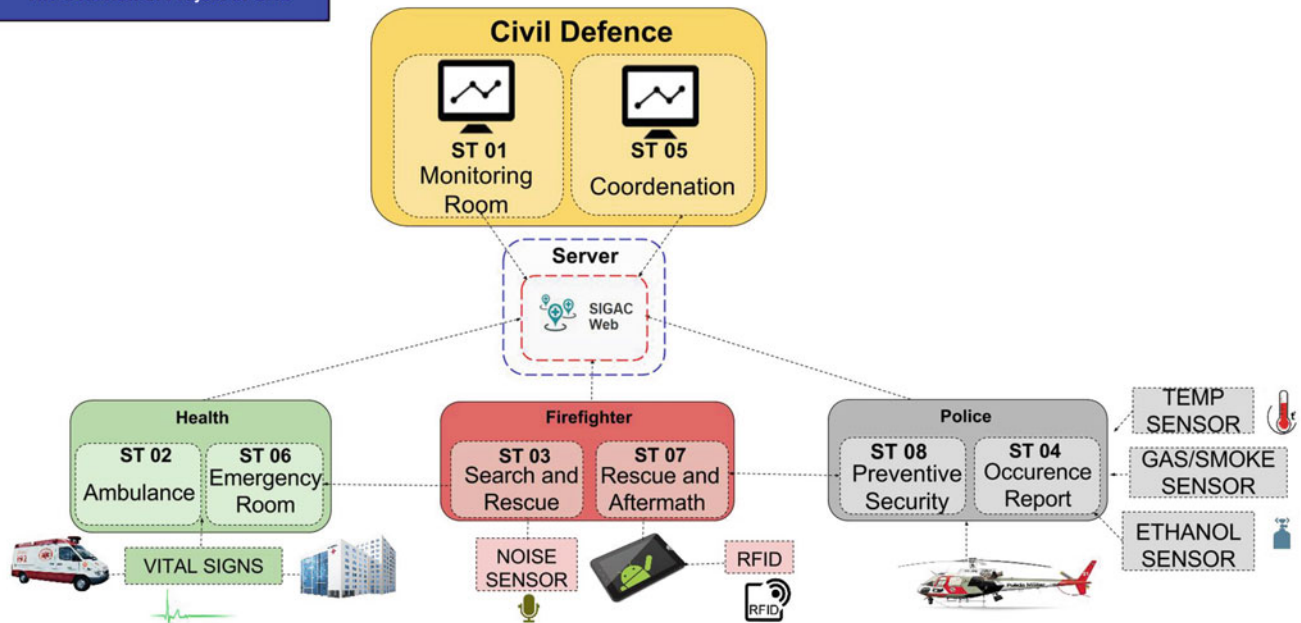 Civil Defence
ST 01
Monitoring
Room
ST 05
Coordenation
Server
SIGAC
Web
Health
ST 02
Ambulance
ST 06
Emergency
Room
VITAL SIGNS
Firefighter
ST 03
Search and
Rescue
ST 07
Rescue and
Aftermath
NOISE
SENSOR
RFID
RFID
Police
ST 08
Preventive
Security
ST 04
Occurence
Report
TEMP
SENSOR
GAS/SMOKE
SENSOR
ETHANOL
SENSOR